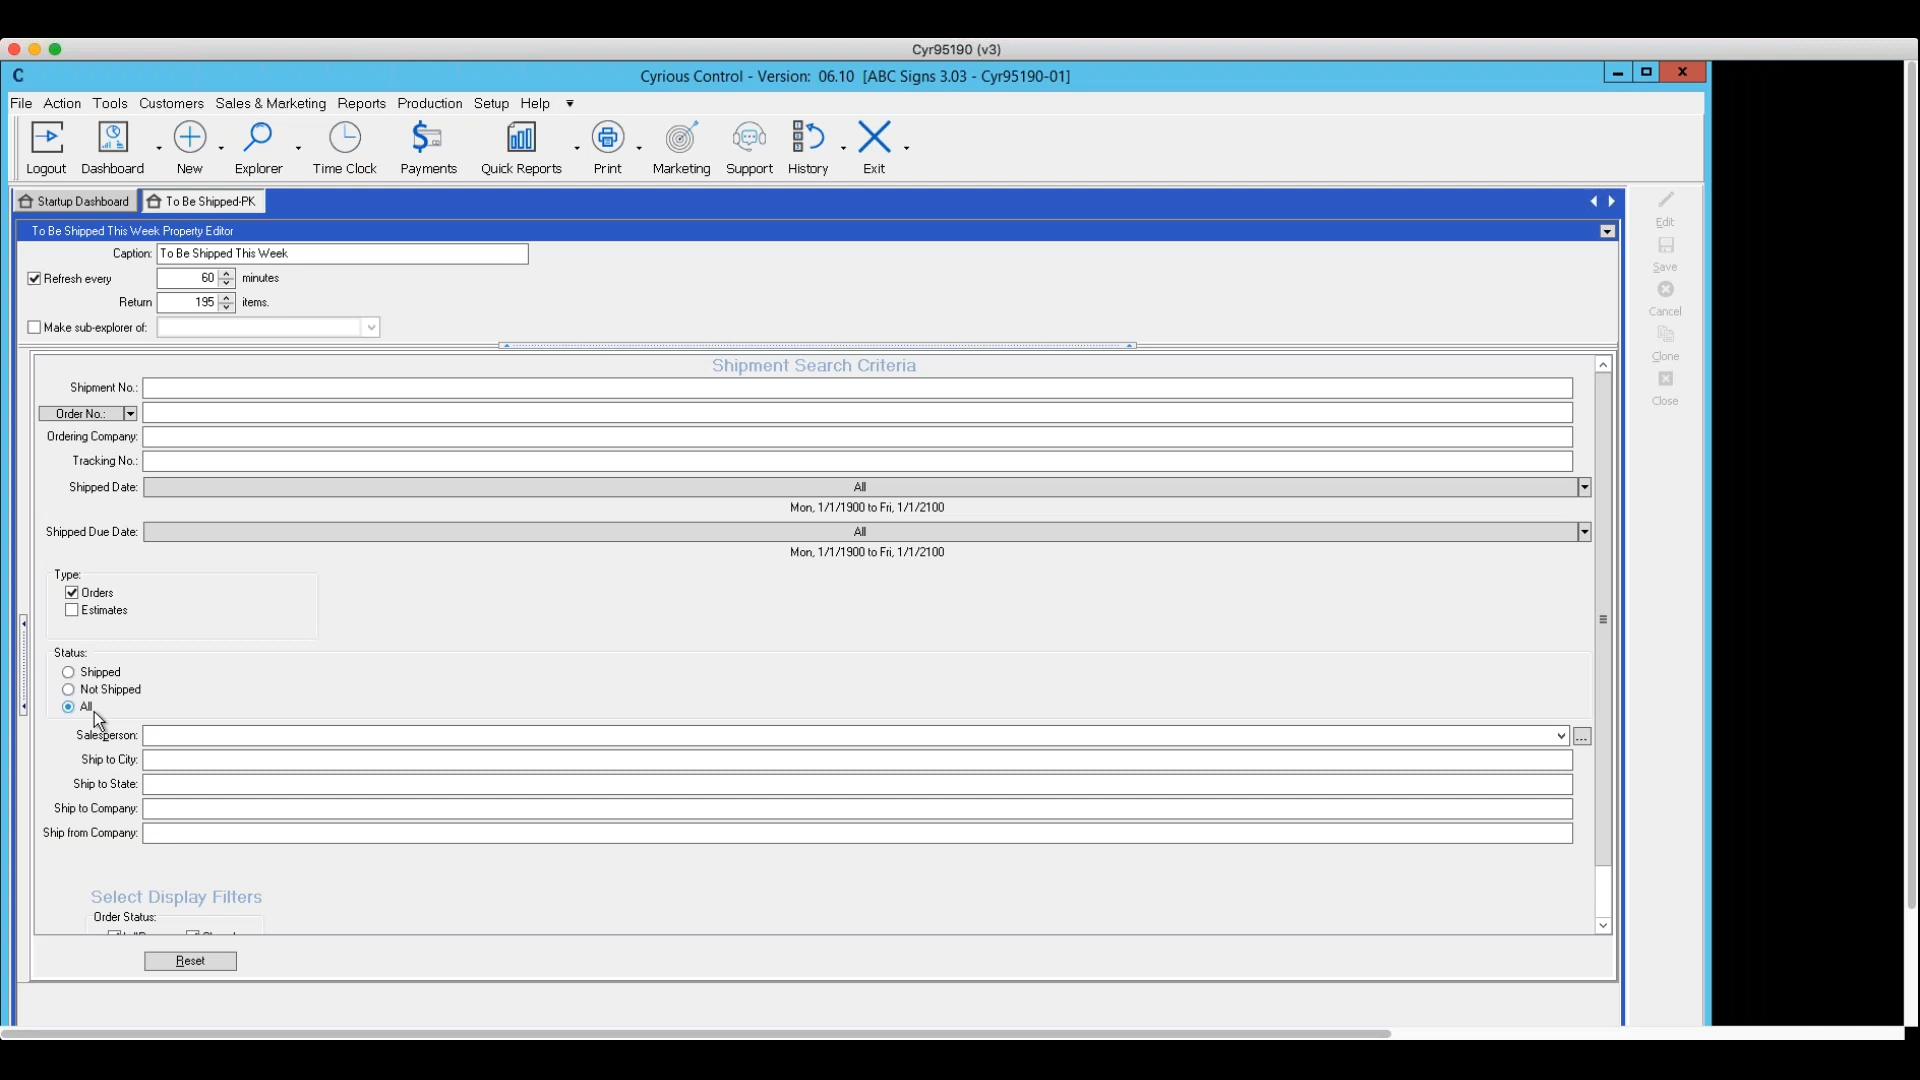 Cyr95190 (v3)
C Cyrious Control - Version: 06.10 [ABC Signs 3.03 - Cyr95190-01]
File Action Tools Customers Sales & Marketing Reports Production Setup Help
Logout Dashboard New Explorer Time Clock Payments Quick Reports Print Marketing Support History Exit
Startup Dashboard To Be Shipped-PK
To Be Shipped This Week Property Editor
Caption: To Be Shipped This Week
Refresh every 60 minutes
Return 195 items.
Make sub-explorer of:
Edit
Save
Cancel
Clone
Close
Shipment Search Criteria
Shipment No.:
Order No.:
Ordering Company:
Tracking No.:
Shipped Date: All
Mon, 1/1/1900 to Fri, 1/1/2100
Shipped Due Date: All
Mon, 1/1/1900 to Fri, 1/1/2100
Type:
Orders
Estimates
Status:
Shipped
Not Shipped
All
Salesperson: ...
Ship to City:
Ship to State:
Ship to Company:
Ship from Company:
Select Display Filters
Order Status:
Reset